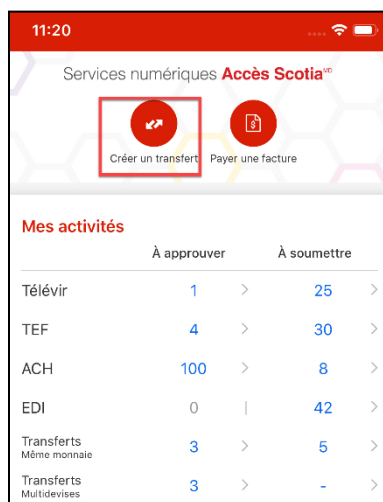 11:20
Services numériques Accès Scotia MD
Créer un transfert Payer une facture
Mes activités
À approuver À soumettre
Télévir 1 > 25 >
TEF 4 > 30 >
ACH 100 > 8 >
EDI 0 | 42 >
Transferts
Même monnaie 3 > 5 >
Transferts
Multidevises 3 > - >